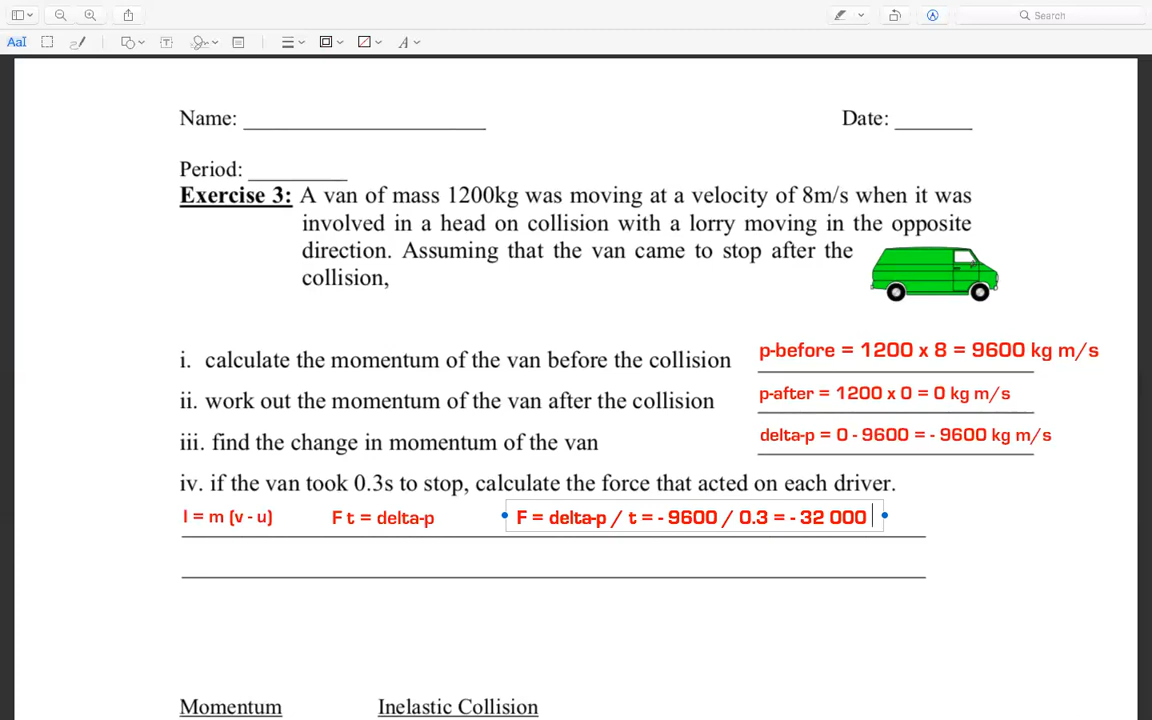 Search
AaI
A
Name: ______________________ Date: _______
Period: _________
Exercise 3: A van of mass 1200kg was moving at a velocity of 8m/s when it was
involved in a head on collision with a lorry moving in the opposite
direction. Assuming that the van came to stop after the
collision,
i. calculate the momentum of the van before the collision p-before = 1200 x 8 = 9600 kg m/s
ii. work out the momentum of the van after the collision p-after = 1200 x 0 = 0 kg m/s
iii. find the change in momentum of the van delta-p = 0 - 9600 = - 9600 kg m/s
iv. if the van took 0.3s to stop, calculate the force that acted on each driver.
I = m (v - u) F t = delta-p F = delta-p / t = - 9600 / 0.3 = - 32 000
Momentum Inelastic Collision